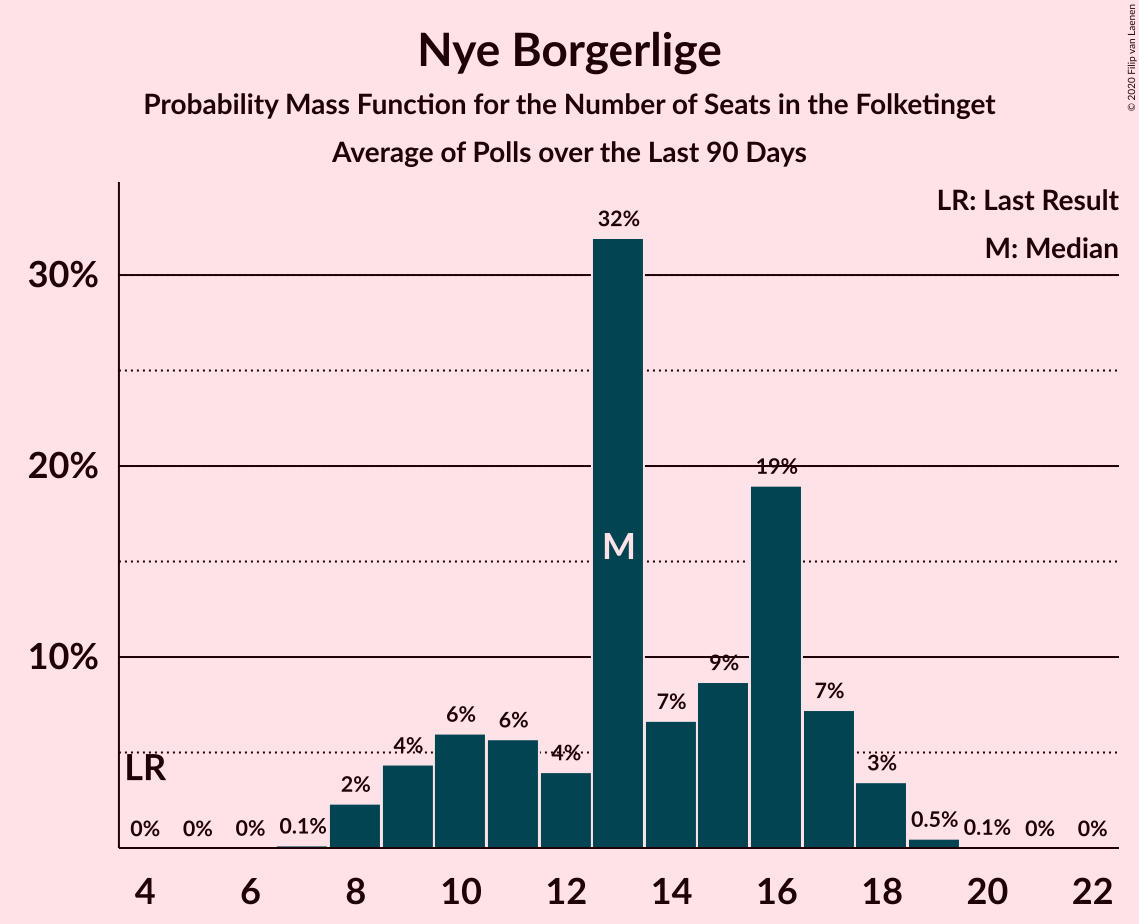 Nye Borgerlige
Probability Mass Function for the Number of Seats in the Folketinget
Average of Polls over the Last 90 Days
© 2020 Filip van Laenen
LR: Last Result
M: Median
30%
20%
10%
32%
19%
M
9%
7%
7%
6%
6%
4%
4%
LR
3%
2%
0%
0%
0%
0.1%
0.5%
0.1%
0%
0%
4 6 8 10 12 14 16 18 20 22